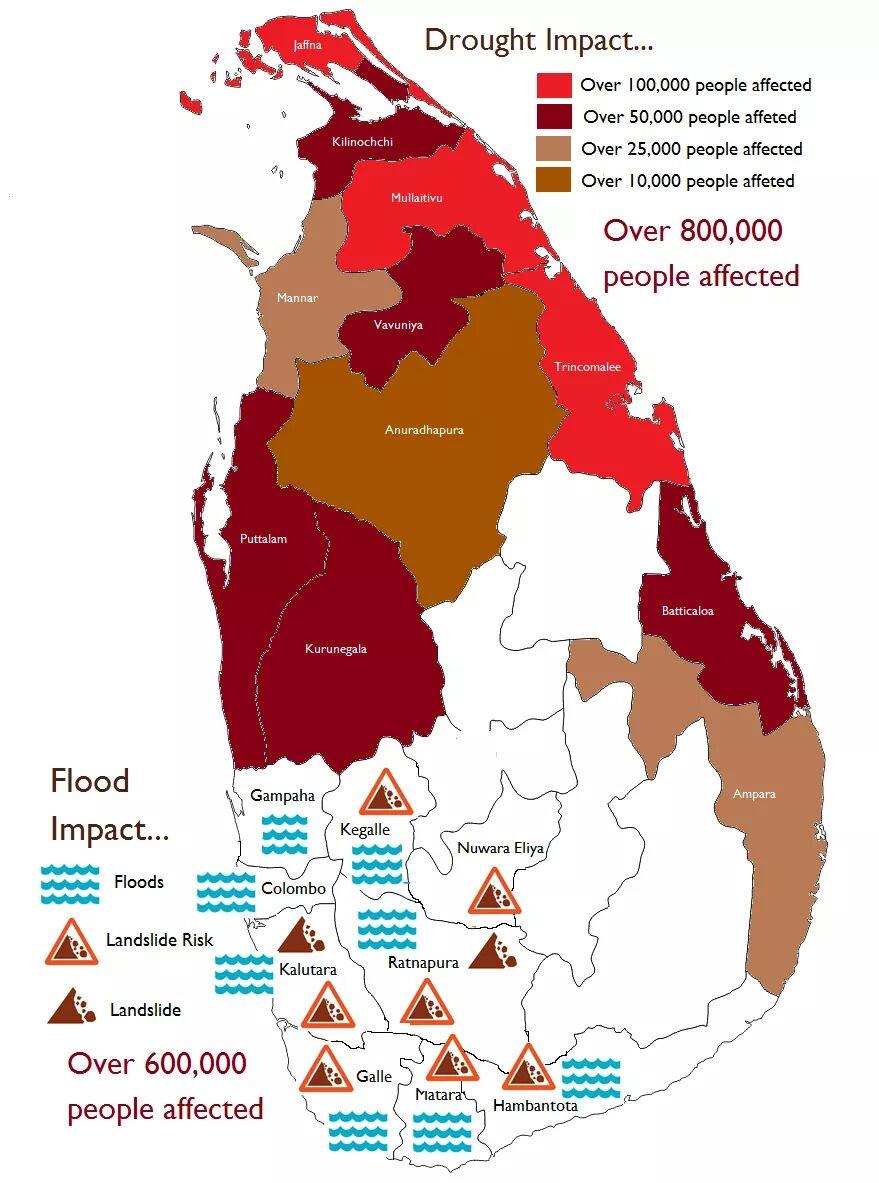 Drought Impact...
Over 100,000 people affected
Over 50,000 people affeted
Over 25,000 people affected
Over 10,000 people affeted
Over 800,000
people affected
Jaffna
Kilinochchi
Mullaitivu
Mannar
Vavuniya
Trincomalee
Anuradhapura
Puttalam
Batticaloa
Kurunegala
Ampara
Flood
Impact...
Floods
Landslide Risk
Landslide
Over 600,000
people affected
Gampaha
Kegalle
Nuwara Eliya
Colombo
Kalutara
Ratnapura
Galle
Matara
Hambantota